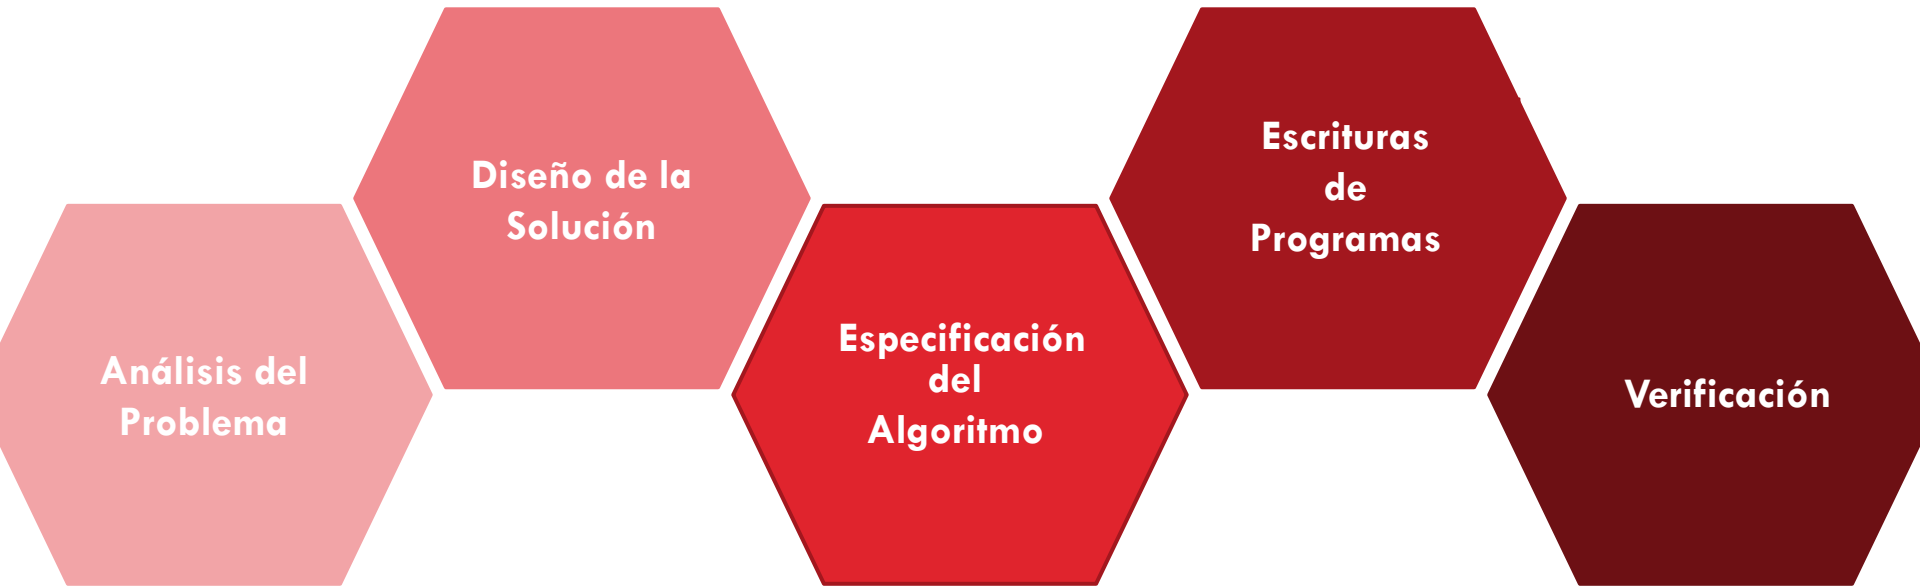 Análisis del
Problema
Diseño de la
Solución
Especificación
del
Algoritmo
Escrituras
de
Programas
Verificación